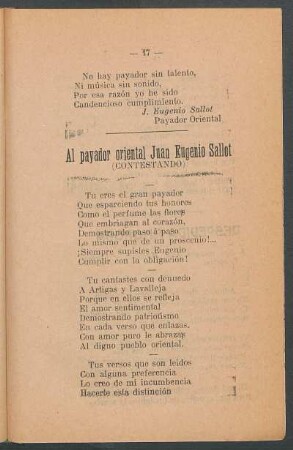 — 17 —
No hay payador sin talento,
Ni música sin sonido,
Por esa razón yo he sido
Candencioso cumplimiento.
J. Eugenio Sallot
Payador Oriental
Al payador oriental Juan Eugenio Sallot
(CONTESTANDO)
Tu eres el gran payador
Que esparciendo tus honores
Como el perfume las flores
Que embriagan al corazón,
Demostrando paso á paso
Lo mismo que de un proscenio!...
¡Siempre supistes Eugenio
Cumplir con la obligación!
Tu cantastes con denuedo
A Artigas y Lavalleja
Porque en ellos se refleja
El amor sentimental
Demostrando patriotismo
En cada verso que enlazas,
Con amor puro le abrazas
Al digno pueblo oriental.
Tus versos que son leidos
Con alguna preferencia
Lo creo de mi incumbencia
Hacerle esta distinción